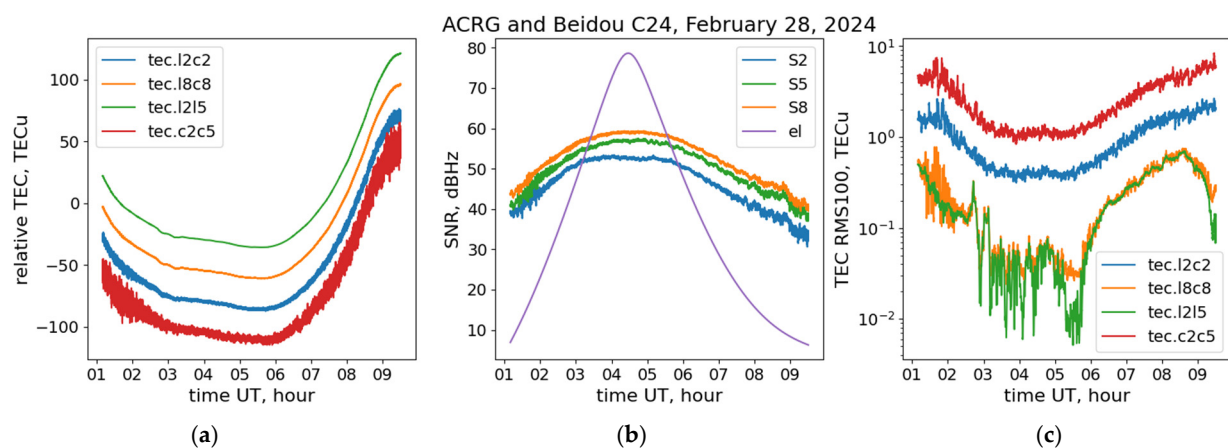 ACRG and Beidou C24, February 28, 2024
relative TEC, TECu
100
50
0
−50
−100
tec.l2c2
tec.l8c8
tec.l2l5
tec.c2c5
01 02 03 04 05 06 07 08 09
time UT, hour
(a)
SNR, dBHz
80
70
60
50
40
30
20
10
S2
S5
S8
el
01 02 03 04 05 06 07 08 09
time UT, hour
(b)
TEC RMS100, TECu
10¹
10⁰
10⁻¹
10⁻²
tec.l2c2
tec.l8c8
tec.l2l5
tec.c2c5
01 02 03 04 05 06 07 08 09
time UT, hour
(c)